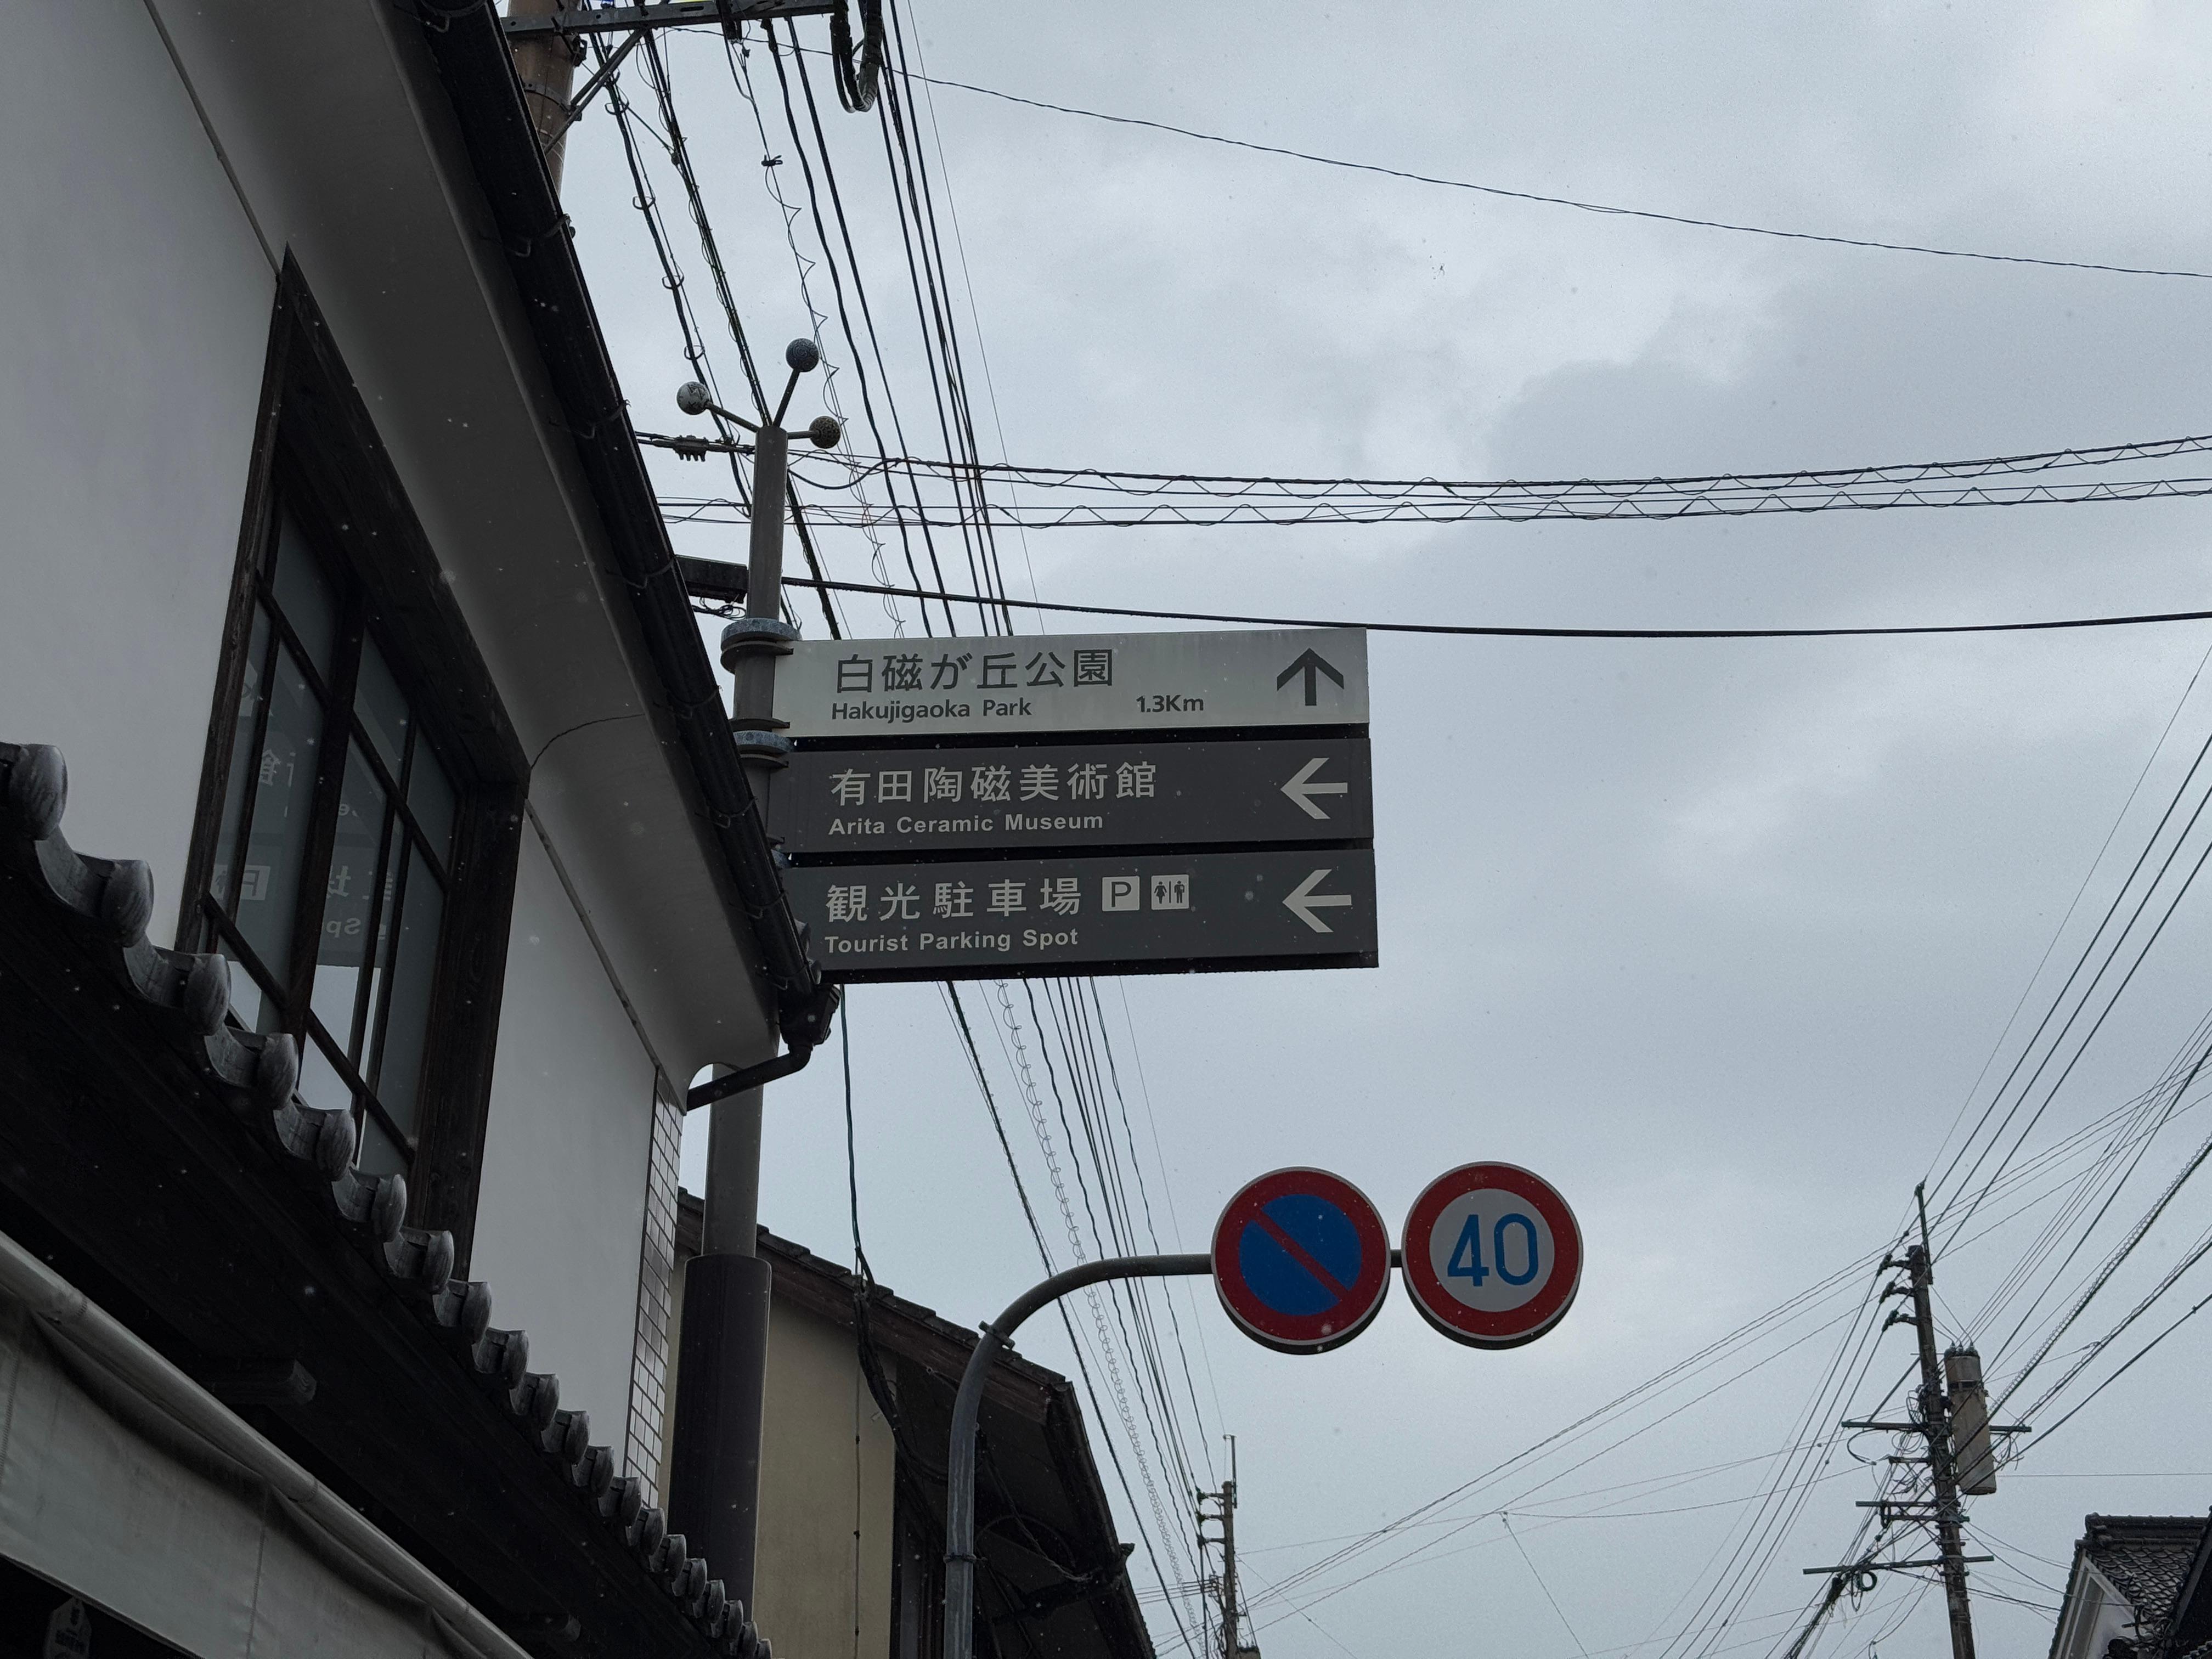 白磁が丘公園
Hakujigaoka Park 1.3Km
有田陶磁美術館
Arita Ceramic Museum
観光駐車場 P
Tourist Parking Spot
40